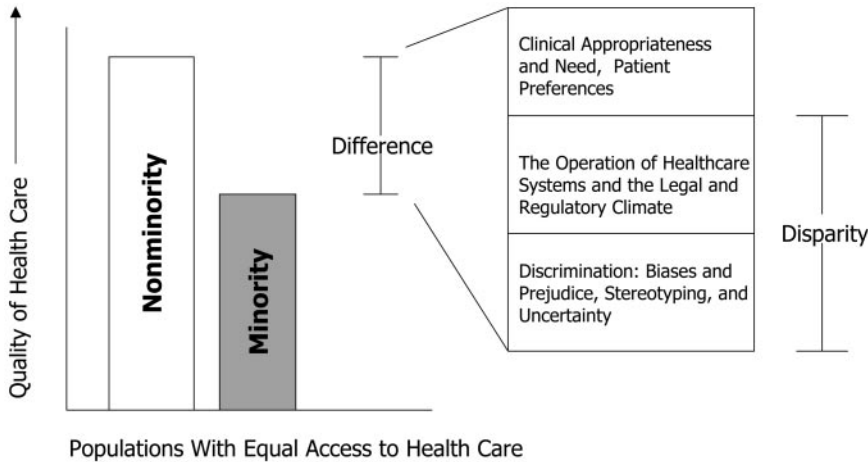 Quality of Health Care
Nonminority
Minority
Difference
Clinical Appropriateness
and Need, Patient
Preferences
The Operation of Healthcare
Systems and the Legal and
Regulatory Climate
Discrimination: Biases and
Prejudice, Stereotyping, and
Uncertainty
Disparity
Populations With Equal Access to Health Care